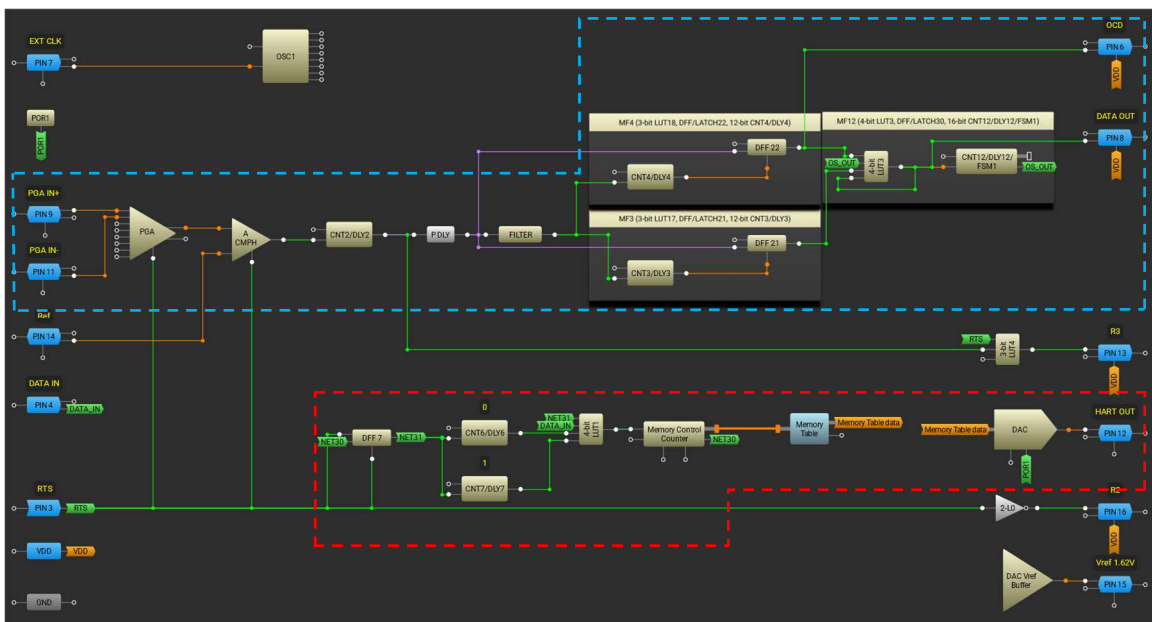 EXT CLK
PIN 7
OSC1
OCD
PIN 6
VDD
POR1
POR1
MF4 (3-bit LUT18, DFF/LATCH22, 12-bit CNT4/DLY4)
MF12 (4-bit LUT3, DFF/LATCH30, 16-bit CNT12/DLY12/FSM1)
DATA OUT
PIN 8
VDD
DFF 22
CNT4/DLY4
OS_OUT
4-bit
LUT3
CNT12/DLY12/
FSM1
OS_OUT
PGA IN+
PIN 9
PGA
A
CMPH
CNT2/DLY2
P DLY
FILTER
MF3 (3-bit LUT17, DFF/LATCH21, 12-bit CNT3/DLY3)
DFF 21
CNT3/DLY3
PGA IN-
PIN 11
Ref
PIN 14
RTS
3-bit
LUT4
R3
PIN 13
VDD
DATA IN
PIN 4
DATA_IN
0
NET30
DFF 7
NET31
CNT6/DLY6
NET31
DATA_IN
4-bit
LUT1
Memory Control
Counter
NET30
Memory
Table
Memory Table data
Memory Table data
DAC
POR1
HART OUT
PIN 12
1
CNT7/DLY7
RTS
PIN 3
RTS
2-L0
R2
PIN 16
VDD
VDD
VDD
DAC Vref
Buffer
Vref 1.62V
PIN 15
GND